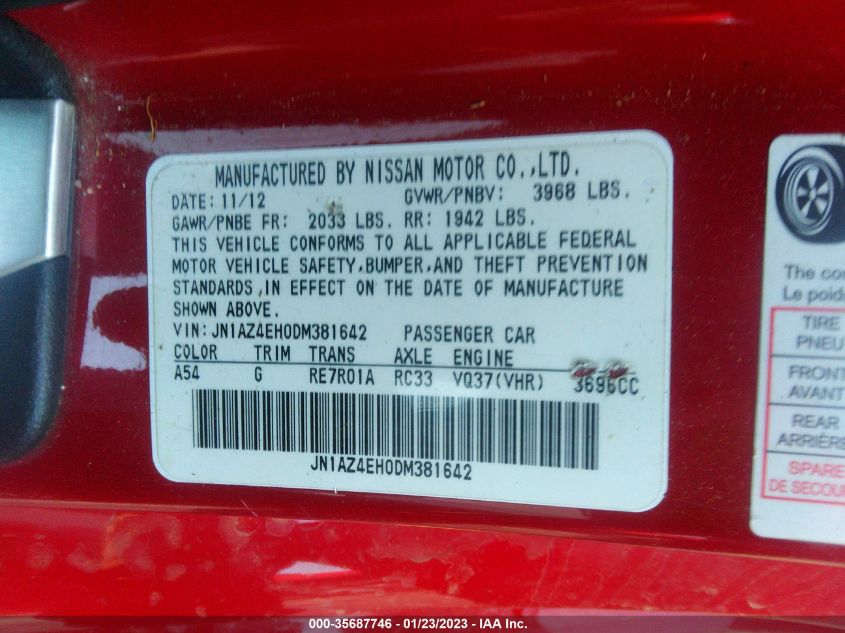 MANUFACTURED BY NISSAN MOTOR CO.,LTD.
DATE: 11/12 GVWR/PNBV: 3968 LBS.
GAWR/PNBE FR: 2033 LBS. RR: 1942 LBS.
THIS VEHICLE CONFORMS TO ALL APPLICABLE FEDERAL
MOTOR VEHICLE SAFETY,BUMPER,AND THEFT PREVENTION
STANDARDS,IN EFFECT ON THE DATE OF MANUFACTURE
SHOWN ABOVE.
VIN: JN1AZ4EH0DM381642 PASSENGER CAR
COLOR TRIM TRANS AXLE ENGINE
A54 G RE7R01A RC33 VQ37(VHR) 3696CC
JN1AZ4EH0DM381642
The
Le
TIRE
PNEU
FRONT
AVANT
REAR
ARRIÈRE
SPARE
DE
000-35687746 - 01/23/2023 - © IAA Inc.